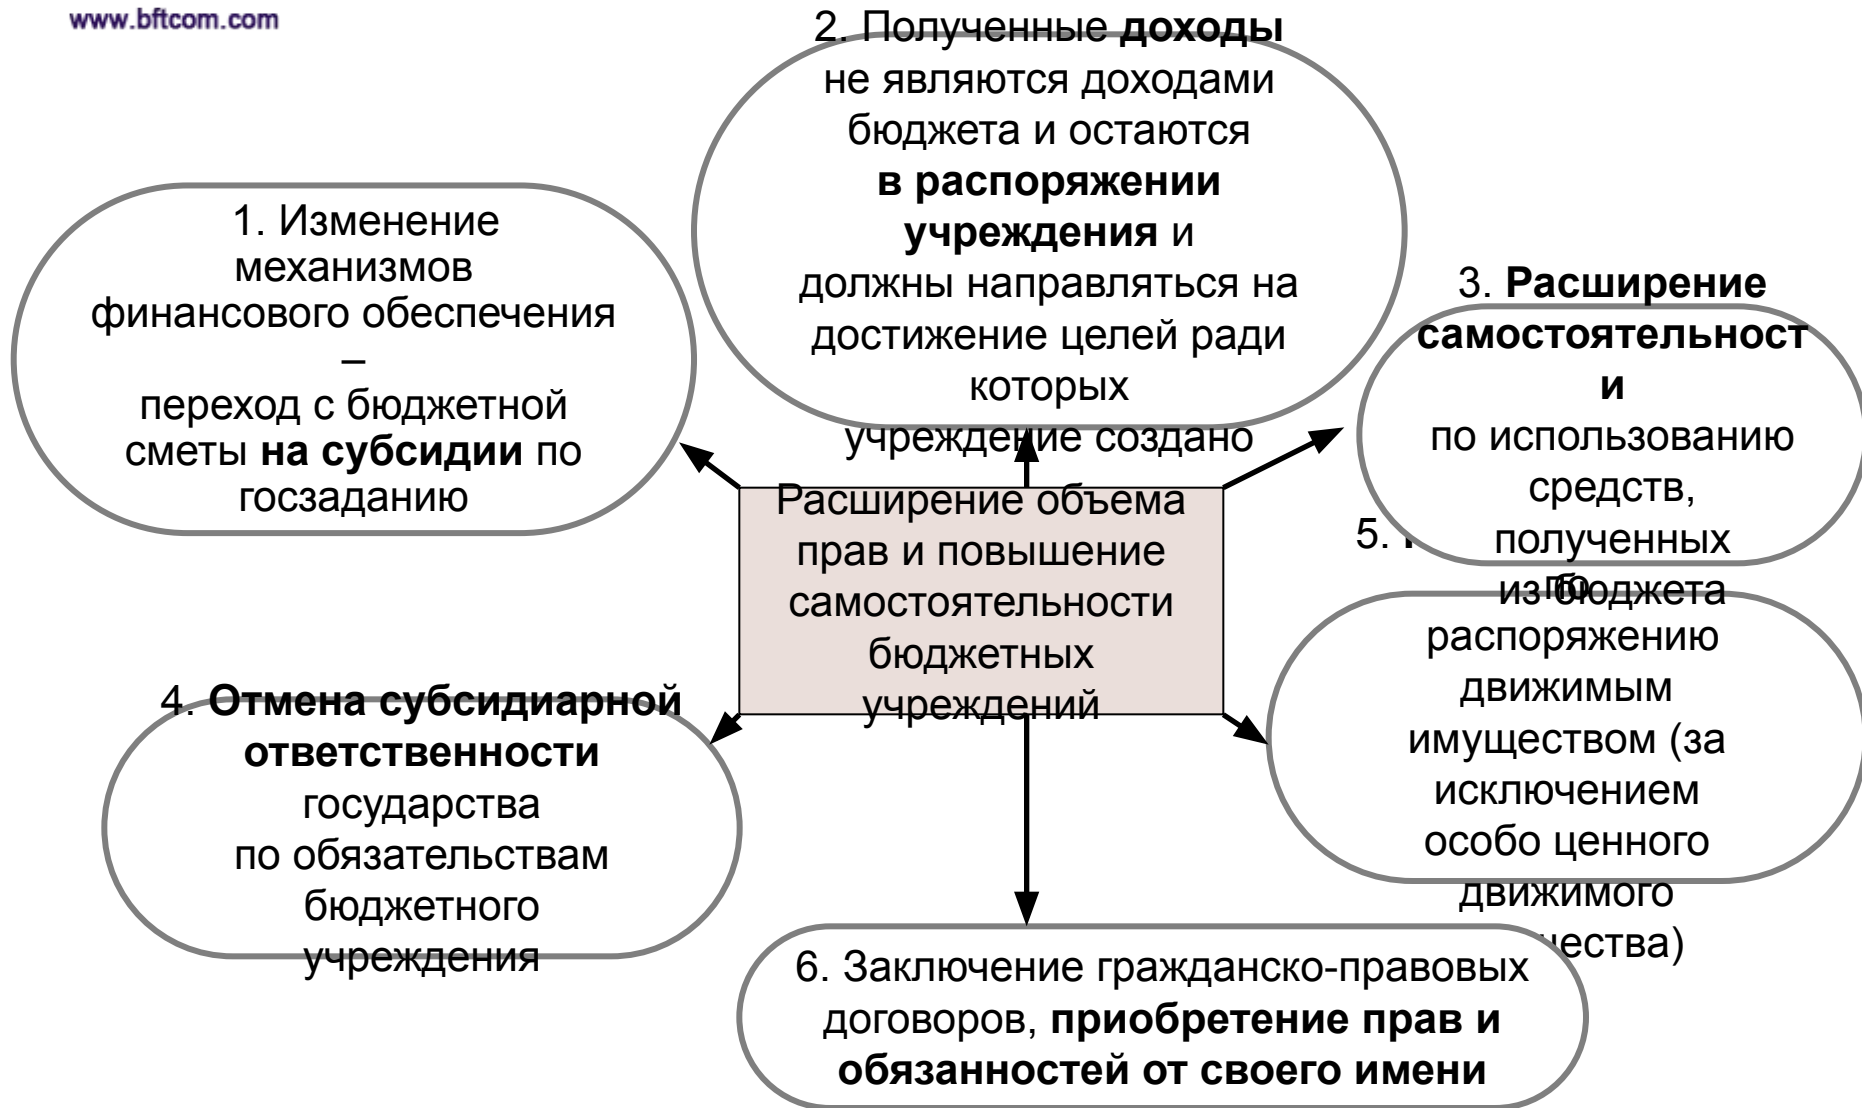 www.bftcom.com
2. Полученные доходы
не являются доходами
бюджета и остаются
в распоряжении
учреждения и
должны направляться на
достижение целей ради
которых
учреждение создано
1. Изменение
механизмов
финансового обеспечения
–
переход с бюджетной
сметы на субсидии по
госзаданию
3. Расширение
самостоятельност
и
по использованию
средств,
полученных
из бюджета
Расширение объема
прав и повышение
самостоятельности
бюджетных
учреждений
4. Отмена субсидиарной
ответственности
государства
по обязательствам
бюджетного
учреждения
5.
по
распоряжению
движимым
имуществом (за
исключением
особо ценного
движимого
6. Заключение гражданско-правовых
договоров, приобретение прав и
обязанностей от своего имени